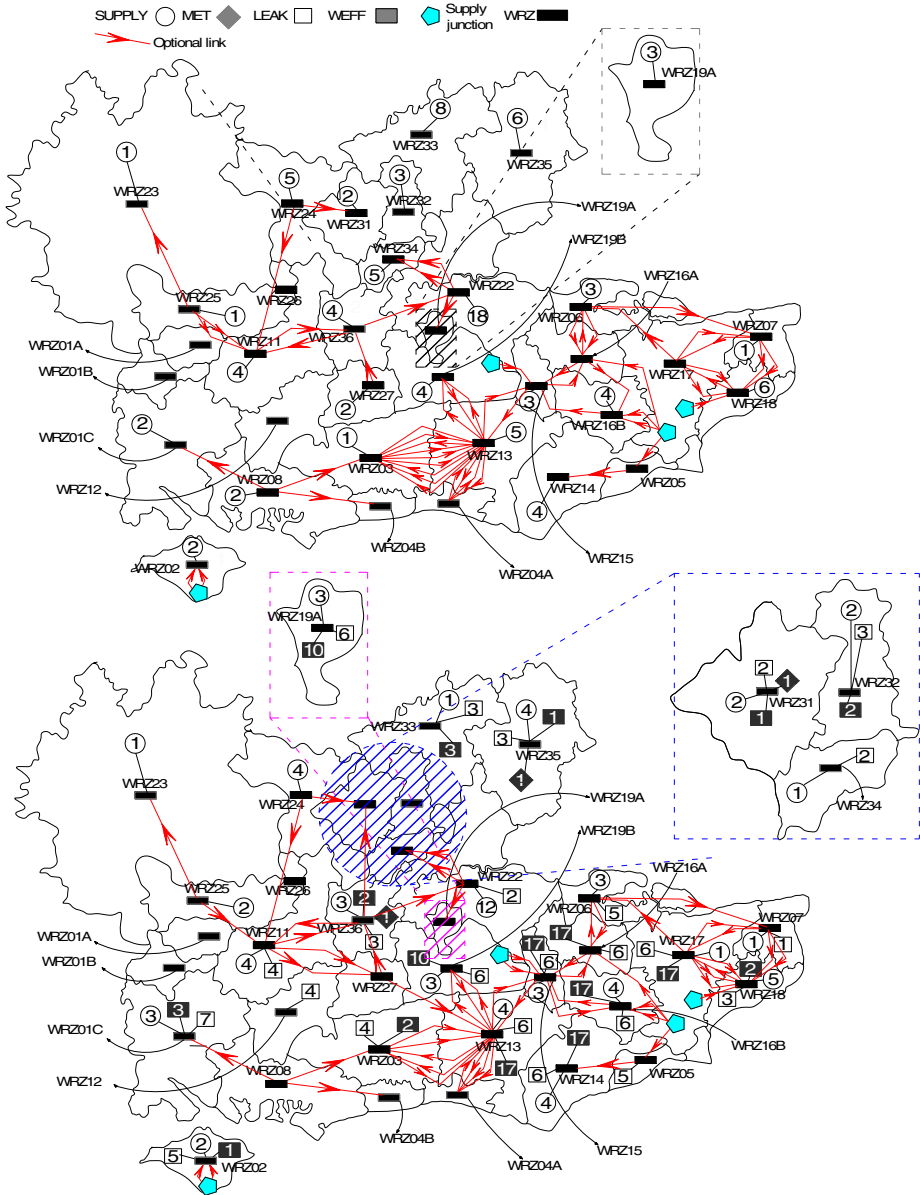 SUPPLY MET LEAK WEFF Supply junction WRZ
Optional link
3
WRZ19A
8
WRZ33
6
WRZ35
1
WRZ23
5
WRZ24
2
WRZ31
3
WRZ32
WRZ19A
WRZ34
5
WRZ19B
WRZ22
18
WRZ16A
WRZ25
1
WRZ26
4
WRZ36
3
WRZ06
WRZ07
1
WRZ01A
WRZ11
4
WRZ01B
WRZ27
2
4
3
WRZ17
6
WRZ18
4
WRZ16B
WRZ01C
2
1
WRZ03
5
WRZ13
WRZ12
WRZ08
2
WRZ14
4
WRZ05
WRZ04B
WRZ04A
WRZ15
2
WRZ02
3
WRZ19A
6
10
2
3
2
1
WRZ32
2
WRZ31
1
2
2
1
WRZ34
1
3
WRZ33
3
4
1
3
WRZ35
1
1
WRZ23
4
WRZ24
WRZ19A
WRZ19B
WRZ22
2
12
WRZ16A
WRZ25
2
WRZ26
3
2
1
WRZ36
3
3
WRZ06
5
WRZ07
1
1
WRZ01A
WRZ11
4
4
WRZ01B
WRZ27
10
3
6
17
17
6
6
WRZ17
1
17
2
5
WRZ18
3
3
6
17
4
6
WRZ16B
WRZ01C
3
3
7
4
4
2
WRZ03
4
WRZ13
6
17
WRZ12
WRZ08
17
6
WRZ14
4
5
WRZ05
WRZ04B
WRZ04A
WRZ15
2
1
5
WRZ02